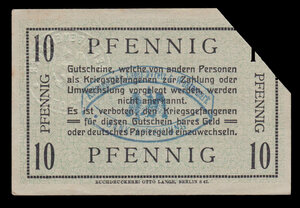 10 PFENNIG
Gutscheine, welche von andern Personen
als Kriegsgefangenen zur Zahlung oder
Umwechslung vorgelegt werden, werden
nicht anerkannt.
Es ist verboten den Kriegsgefangenen
für diesen Gutschein bares Geld
oder deutsches Papiergeld einzuwechseln.
PFENNIG
PFENNIG
10 PFENNIG 10
BUCHDRUCKEREI OTTO LANGE, BERLIN